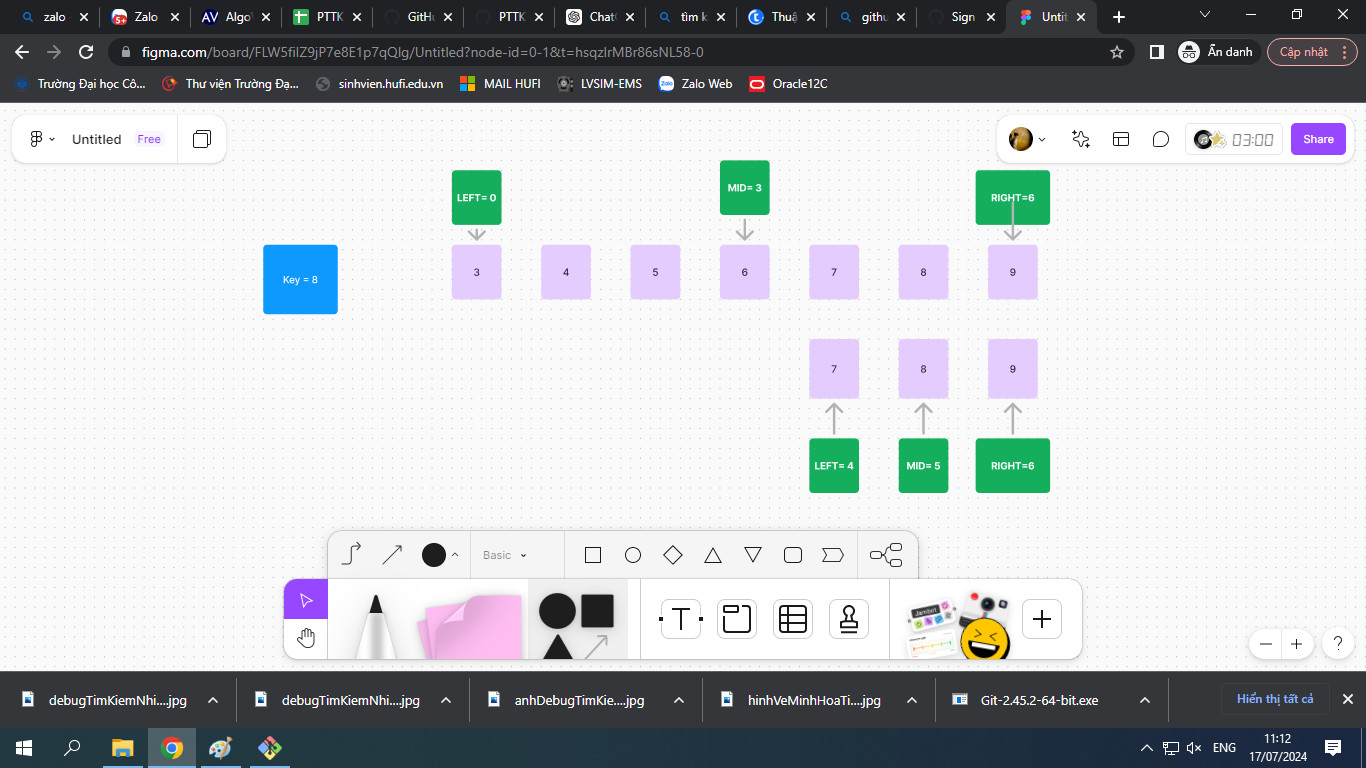 zalo -
Zalo
AlgoV
PTTK
GitHu
PTTK
ChatG
tìm k
Thuậ
githu
Sign
Untit
figma.com/board/FLW5fiIZ9jP7e8E1p7qQlg/Untitled?node-id=0-1&t=hsqzlrMBr86sNL58-0
Ẩn danh
Cập nhật
Trường Đại học Cô...
Thư viện Trường Đạ...
sinhvien.hufi.edu.vn
MAIL HUFI
LVSIM-EMS
Zalo Web
Oracle12C
Untitled
Free
03:00
Share
LEFT= 0
MID= 3
RIGHT=6
Key = 8
3
4
5
6
7
8
9
7
8
9
LEFT= 4
MID= 5
RIGHT=6
Basic
Jambot
debugTimKiemNhi....jpg
debugTimKiemNhi....jpg
anhDebugTimKie....jpg
hinhVeMinhHoaTi....jpg
Git-2.45.2-64-bit.exe
Hiển thị tất cả
ENG
11:12
17/07/2024